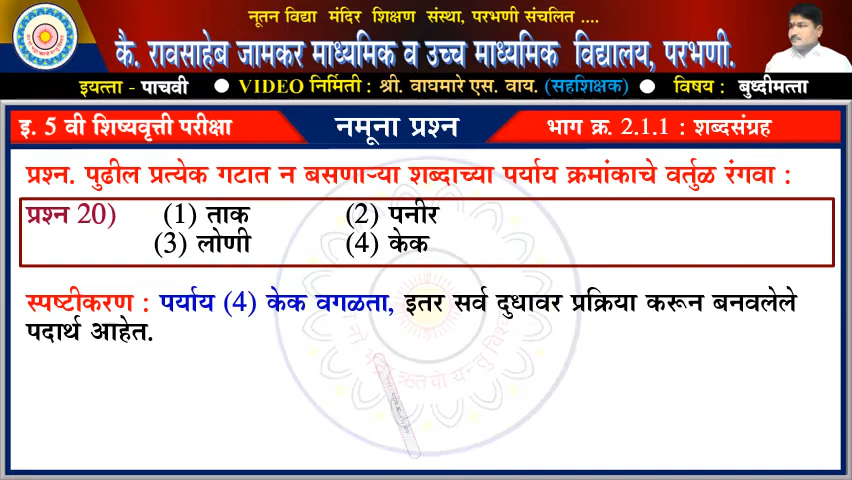 नूतन विद्या मंदिर शिक्षण संस्था, परभणी संचलित ....
कै. रावसाहेब जामकर माध्यमिक व उच्च माध्यमिक विद्यालय, परभणी.
इयत्ता - पाचवी ● VIDEO निर्मिती : श्री. वाघमारे एस. वाय. (सहशिक्षक) ● विषय : बुध्दीमत्ता
इ. 5 वी शिष्यवृत्ती परीक्षा नमूना प्रश्न भाग क्र. 2.1.1 : शब्दसंग्रह
प्रश्न. पुढील प्रत्येक गटात न बसणाऱ्या शब्दाच्या पर्याय क्रमांकाचे वर्तुळ रंगवा :
प्रश्न 20) (1) ताक (2) पनीर
(3) लोणी (4) केक
स्पष्टीकरण : पर्याय (4) केक वगळता, इतर सर्व दुधावर प्रक्रिया करून बनवलेले
पदार्थ आहेत.